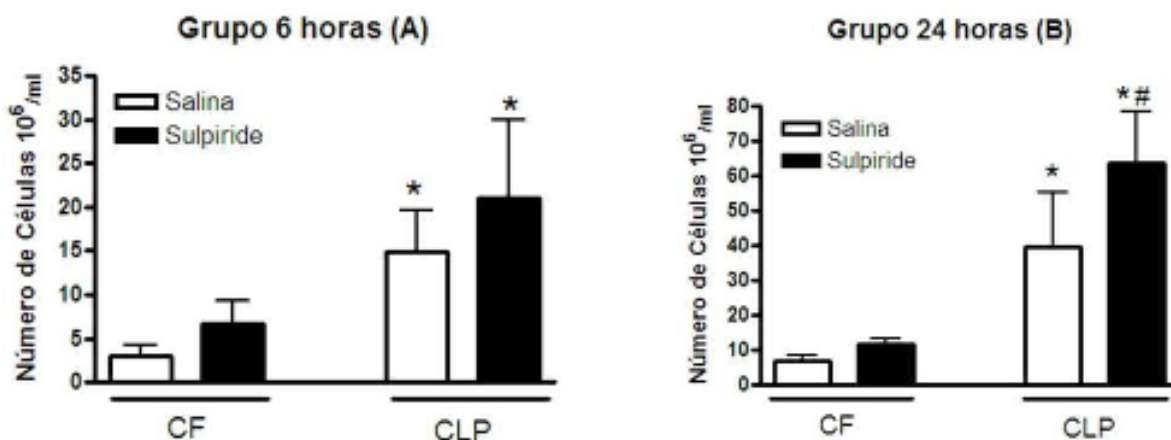 Grupo 6 horas (A)
Número de Células 10⁶/ml
35
30
25
20
15
10
5
0
Salina
Sulpiride
*
*
CF
CLP
Grupo 24 horas (B)
Número de Células 10⁶/ml
80
70
60
50
40
30
20
10
0
Salina
Sulpiride
*
*#
CF
CLP